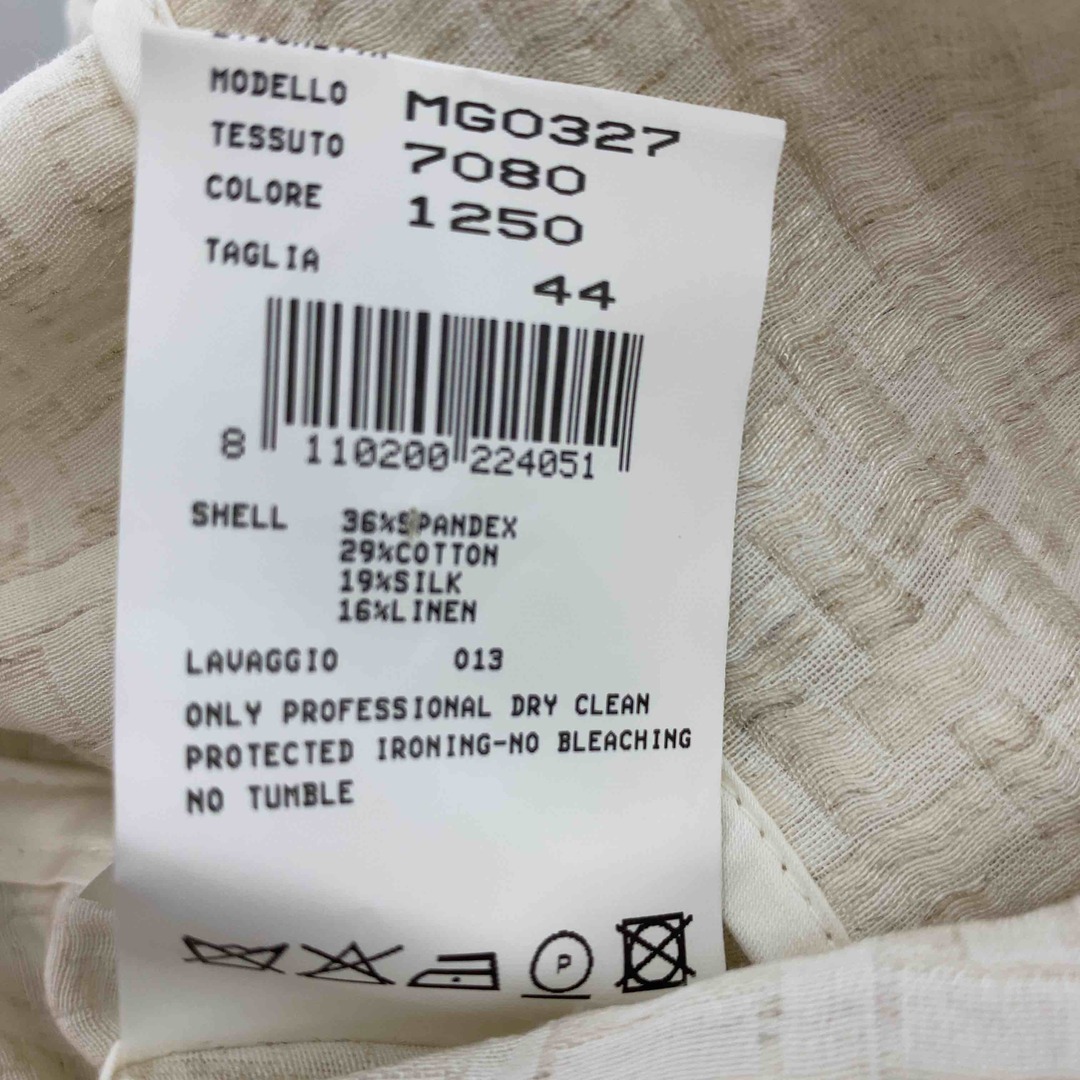 MODELLO MGO327
TESSUTO 7080
COLORE 1250
TAGLIA 44
8 110200 224051
SHELL 36%SPANDEX
29%COTTON
19%SILK
16%LINEN
LAVAGGIO 013
ONLY PROFESSIONAL DRY CLEAN
PROTECTED IRONING-NO BLEACHING
NO TUMBLE
P